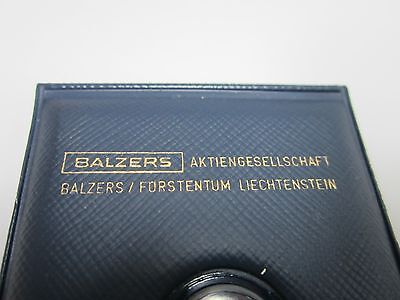 BALZERS AKTIENGESELLSCHAFT
BALZERS / FÜRSTENTUM LIECHTENSTEIN